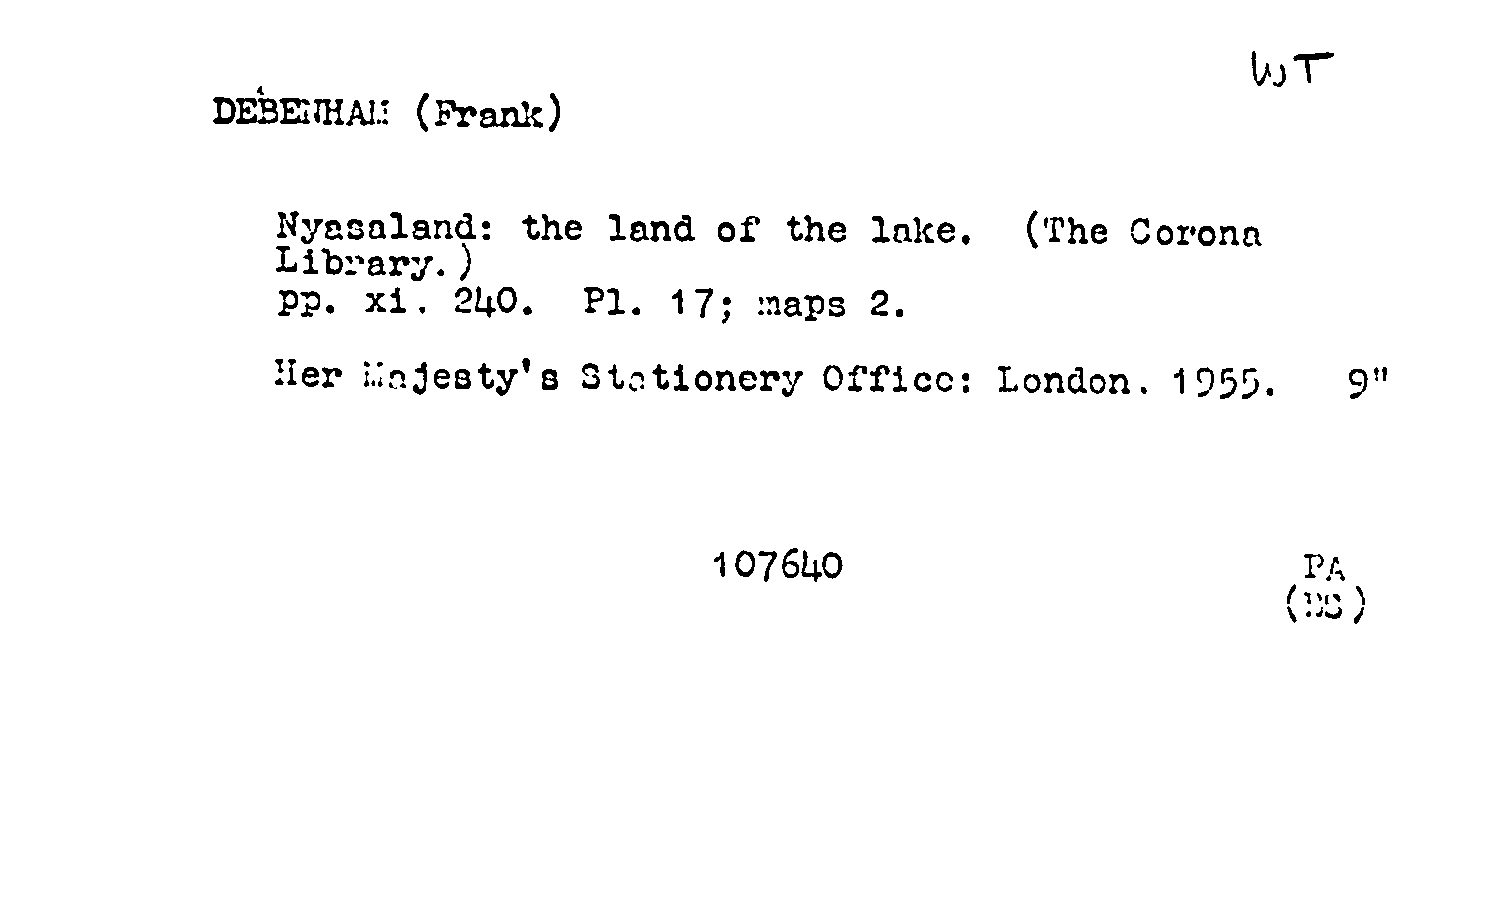 WT
DEBENHAM (Frank)
Nyasaland: the land of the lake. (The Corona
Library.)
pp. xi. 240. Pl. 17; maps 2.
Her Majesty's Stationery Office: London. 1955. 9"
107640
PA
(BS)